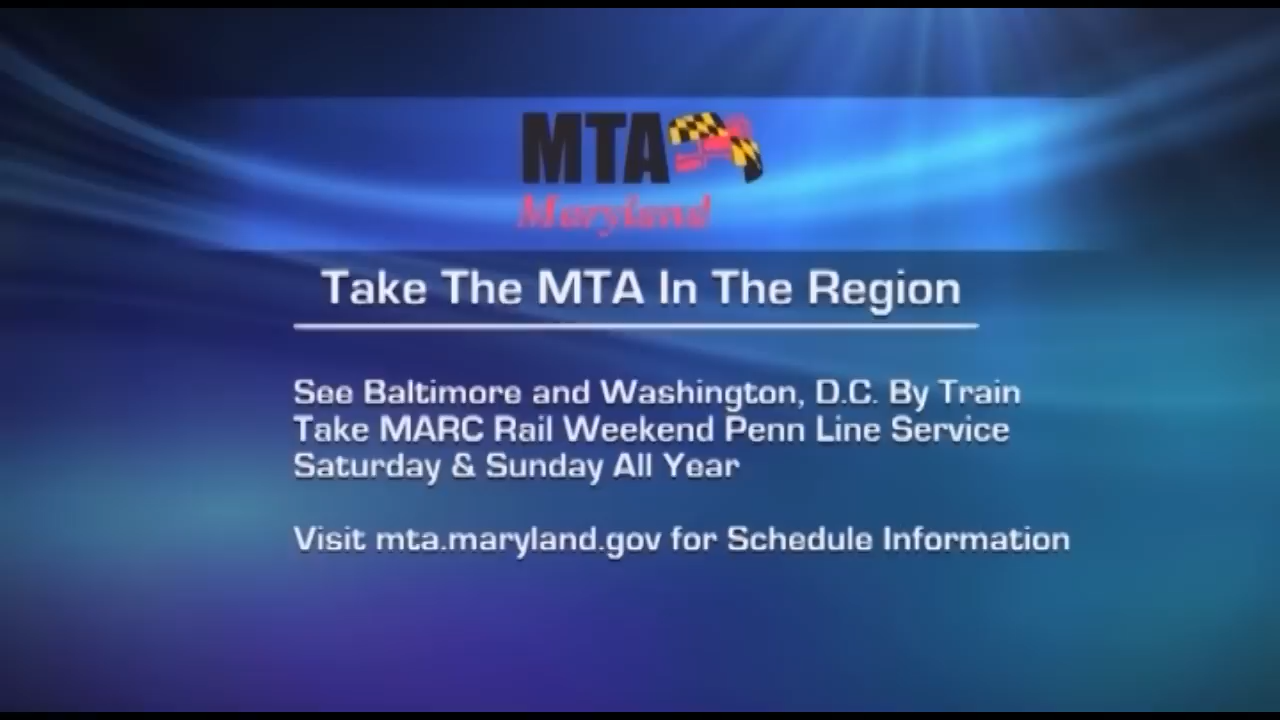 MTA
Maryland
Take The MTA In The Region
See Baltimore and Washington, D.C. By Train
Take MARC Rail Weekend Penn Line Service
Saturday & Sunday All Year
Visit mta.maryland.gov for Schedule Information